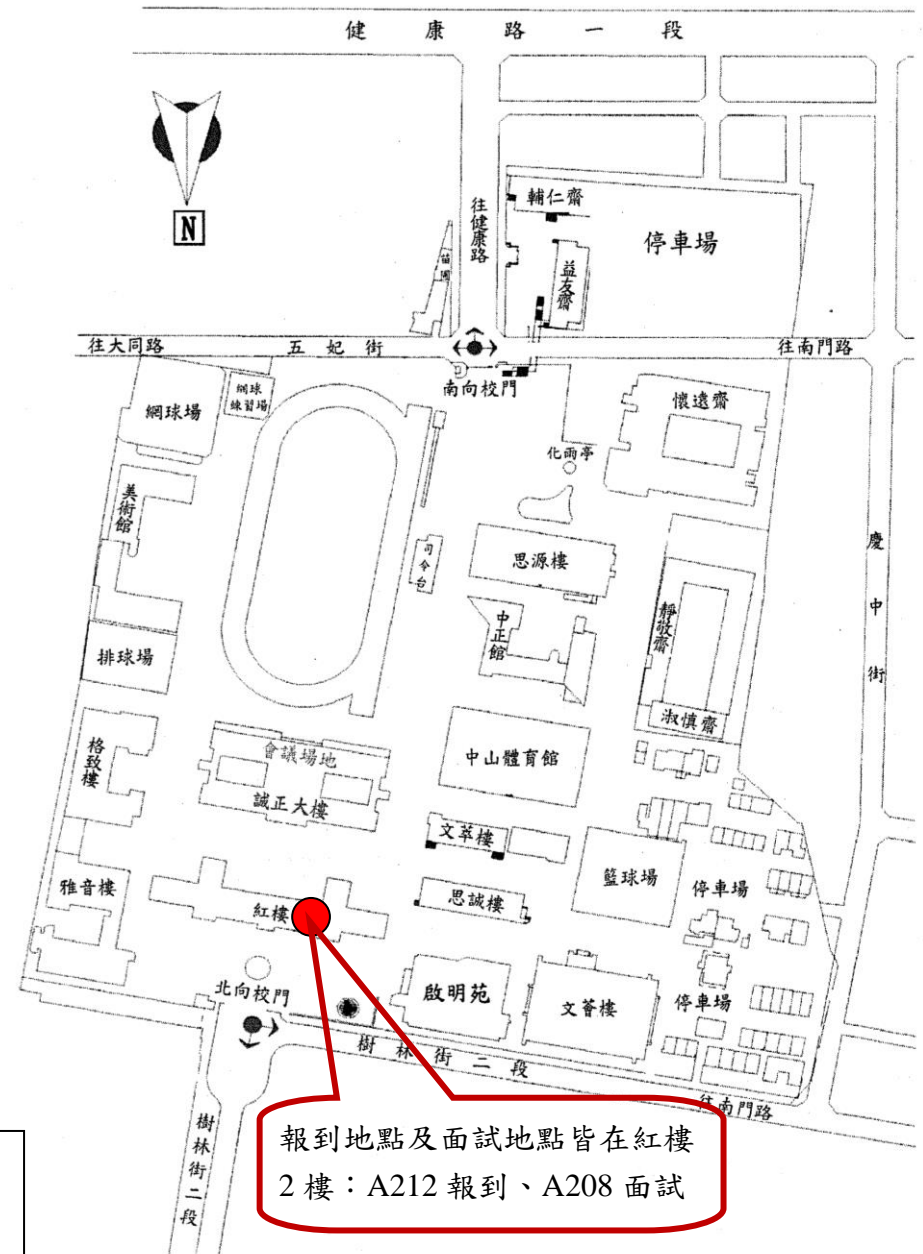 健康路一段
N
往健康路
輔仁齋
停車場
益友齋
苗圃
往大同路
五妃街
往南門路
南向校門
網球場
網球
練習場
懷遠齋
化雨亭
美術館
司令台
思源樓
慶中街
中正館
靜敬齋
排球場
淑慎齋
格致樓
會議場地
誠正大樓
中山體育館
文萃樓
籃球場
停車場
雅音樓
紅樓
思誠樓
北向校門
啟明苑
文薈樓
停車場
樹林街二段
往南門路
樹林街二段
報到地點及面試地點皆在紅樓
2 樓：A212 報到、A208 面試